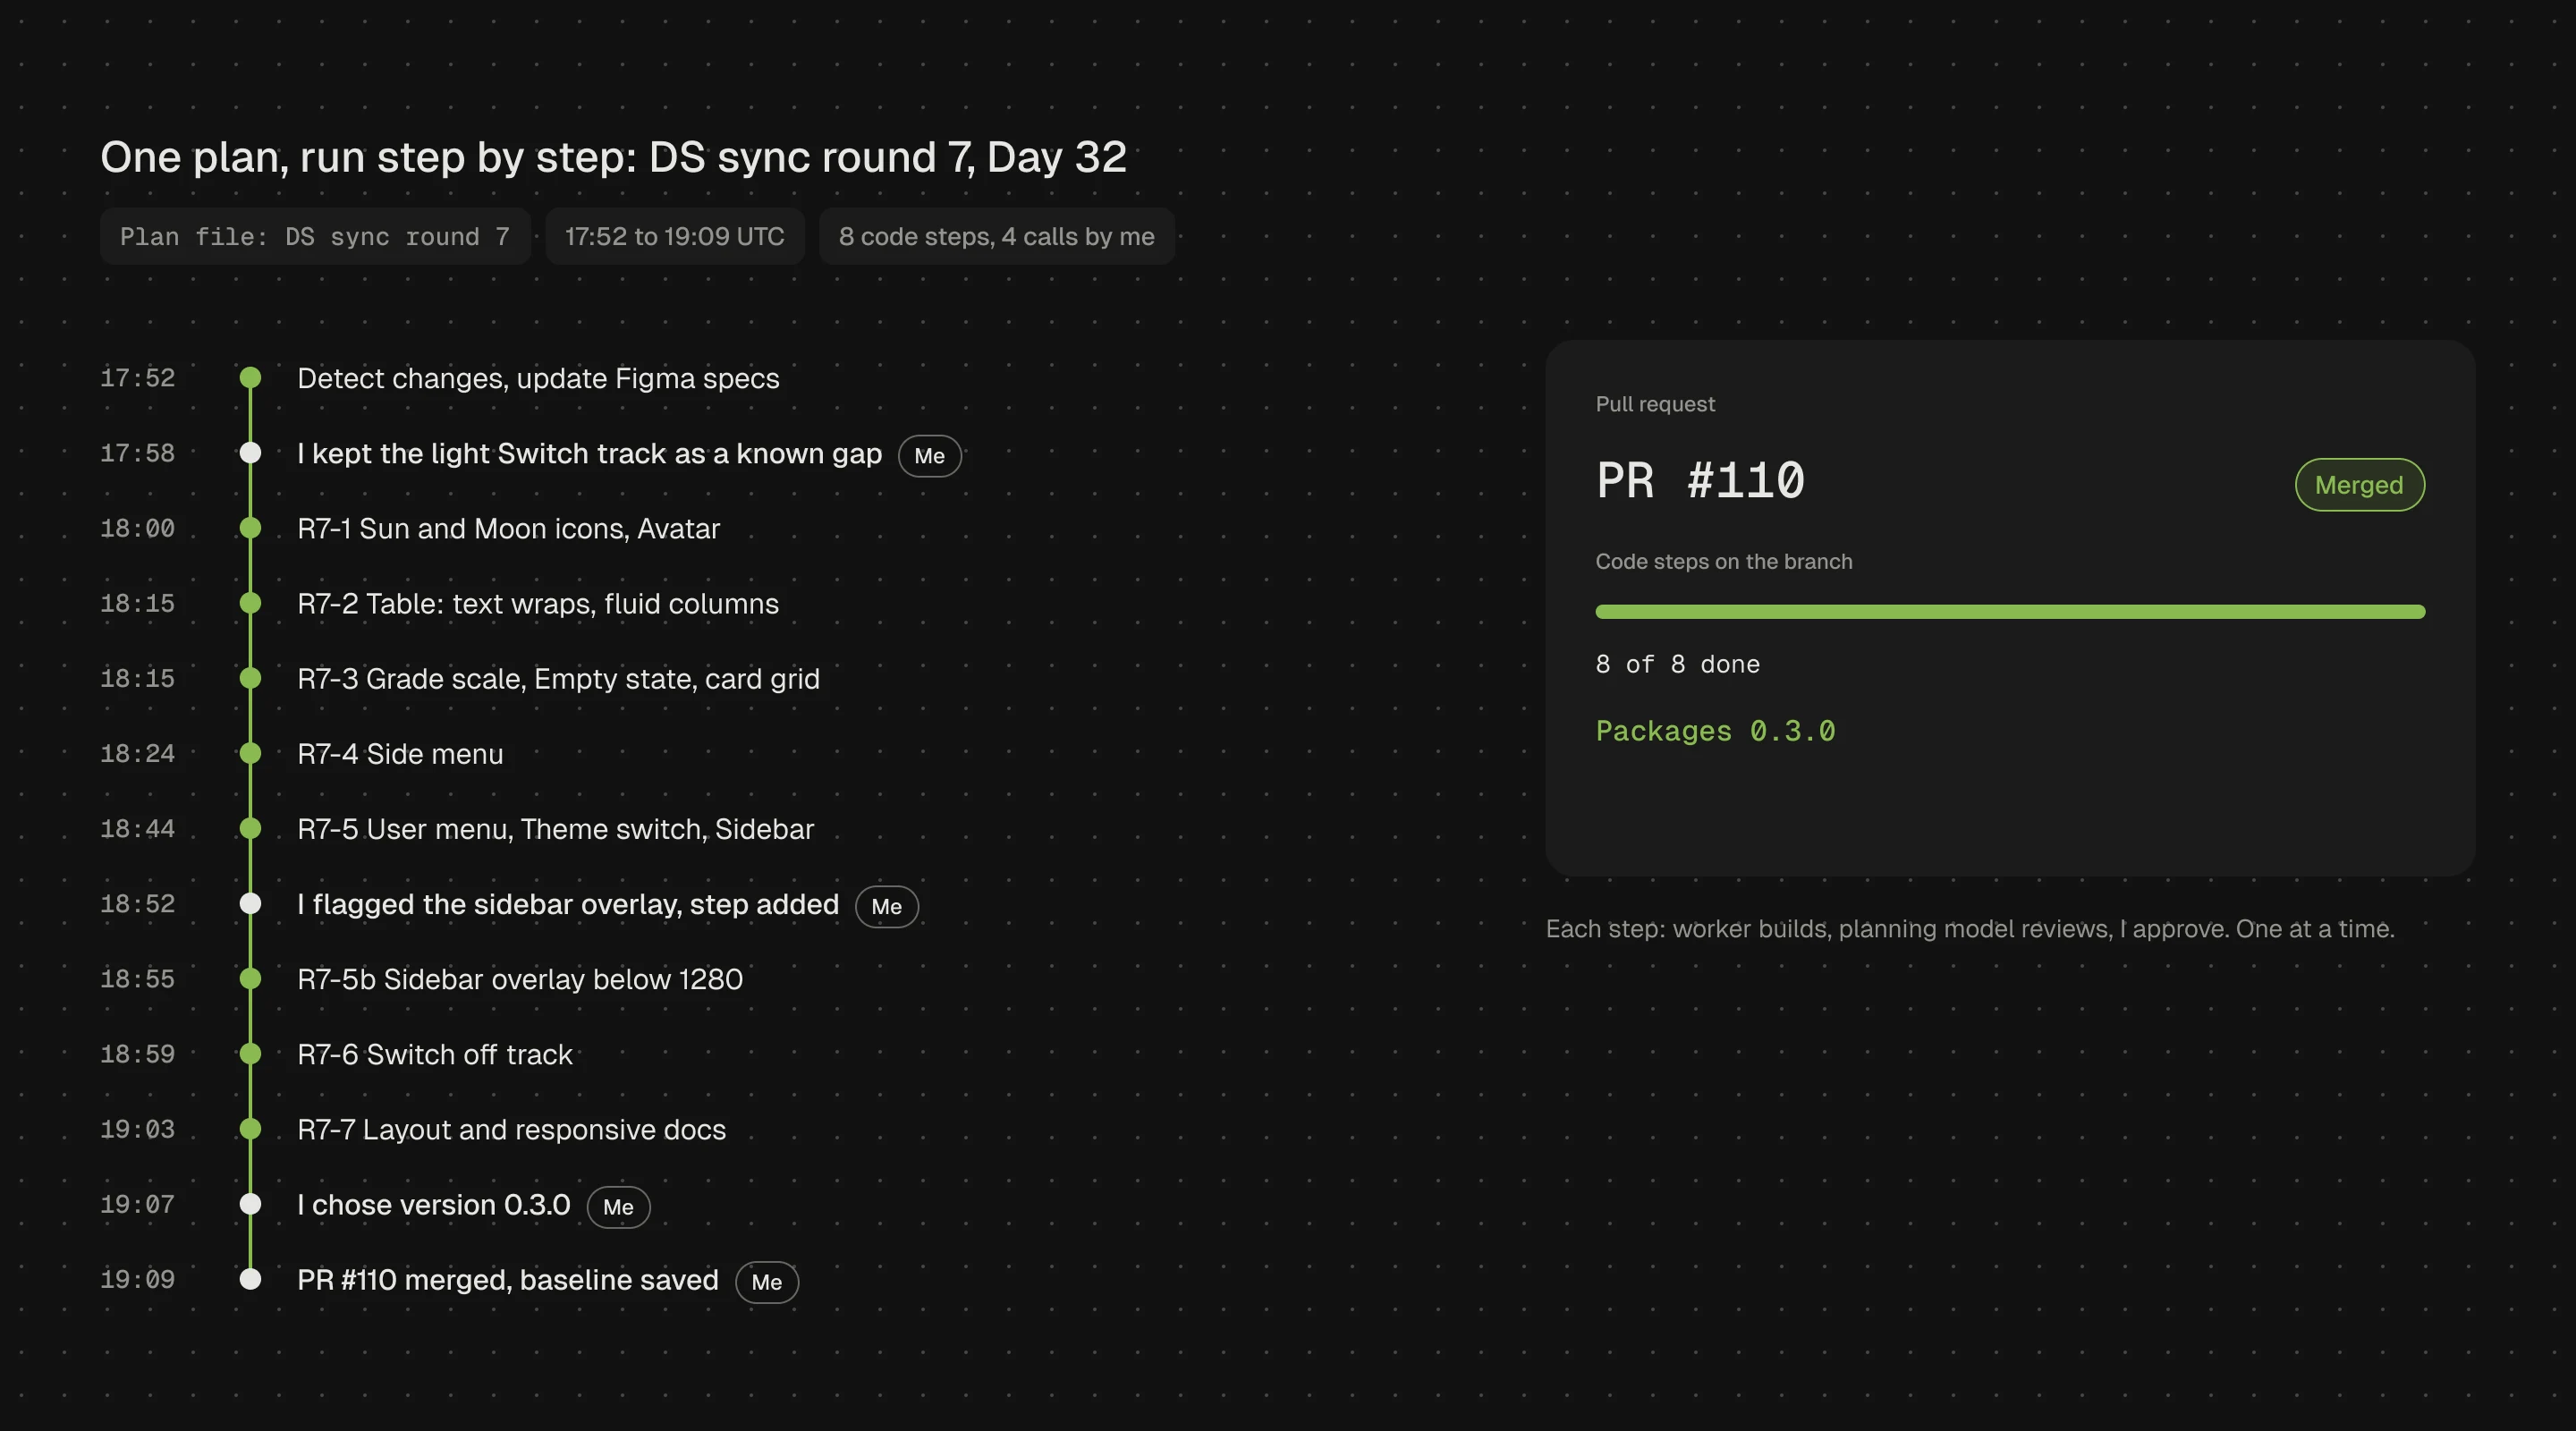 One plan, run step by step: DS sync round 7, Day 32
Plan file: DS sync round 7
17:52 to 19:09 UTC
8 code steps, 4 calls by me
17:52 Detect changes, update Figma specs
17:58 I kept the light Switch track as a known gap Me
18:00 R7-1 Sun and Moon icons, Avatar
18:15 R7-2 Table: text wraps, fluid columns
18:15 R7-3 Grade scale, Empty state, card grid
18:24 R7-4 Side menu
18:44 R7-5 User menu, Theme switch, Sidebar
18:52 I flagged the sidebar overlay, step added Me
18:55 R7-5b Sidebar overlay below 1280
18:59 R7-6 Switch off track
19:03 R7-7 Layout and responsive docs
19:07 I chose version 0.3.0 Me
19:09 PR #110 merged, baseline saved Me
Pull request
PR #110
Merged
Code steps on the branch
8 of 8 done
Packages 0.3.0
Each step: worker builds, planning model reviews, I approve. One at a time.